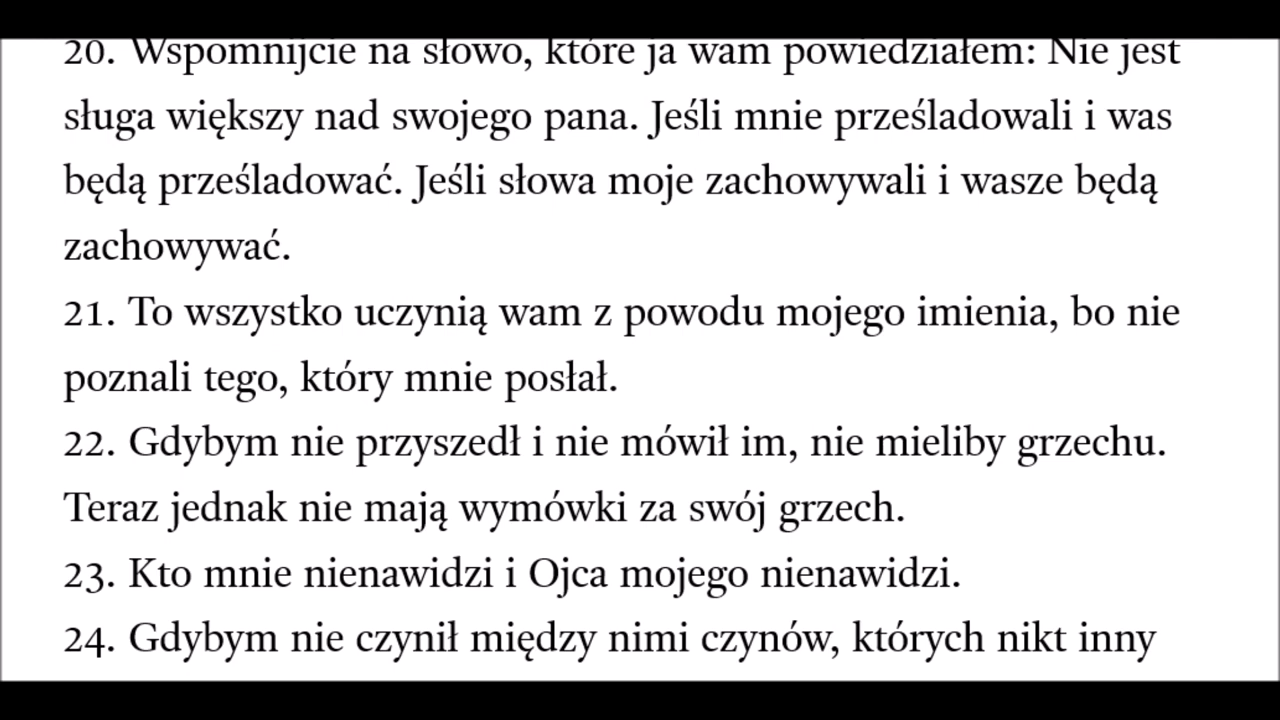 20. Wspomnijcie na słowo, które ja wam powiedziałem: Nie jest
sługa większy nad swojego pana. Jeśli mnie prześladowali i was
będą prześladować. Jeśli słowa moje zachowywali i wasze będą
zachowywać.
21. To wszystko uczynią wam z powodu mojego imienia, bo nie
poznali tego, który mnie posłał.
22. Gdybym nie przyszedł i nie mówił im, nie mieliby grzechu.
Teraz jednak nie mają wymówki za swój grzech.
23. Kto mnie nienawidzi i Ojca mojego nienawidzi.
24. Gdybym nie czynił między nimi czynów, których nikt inny